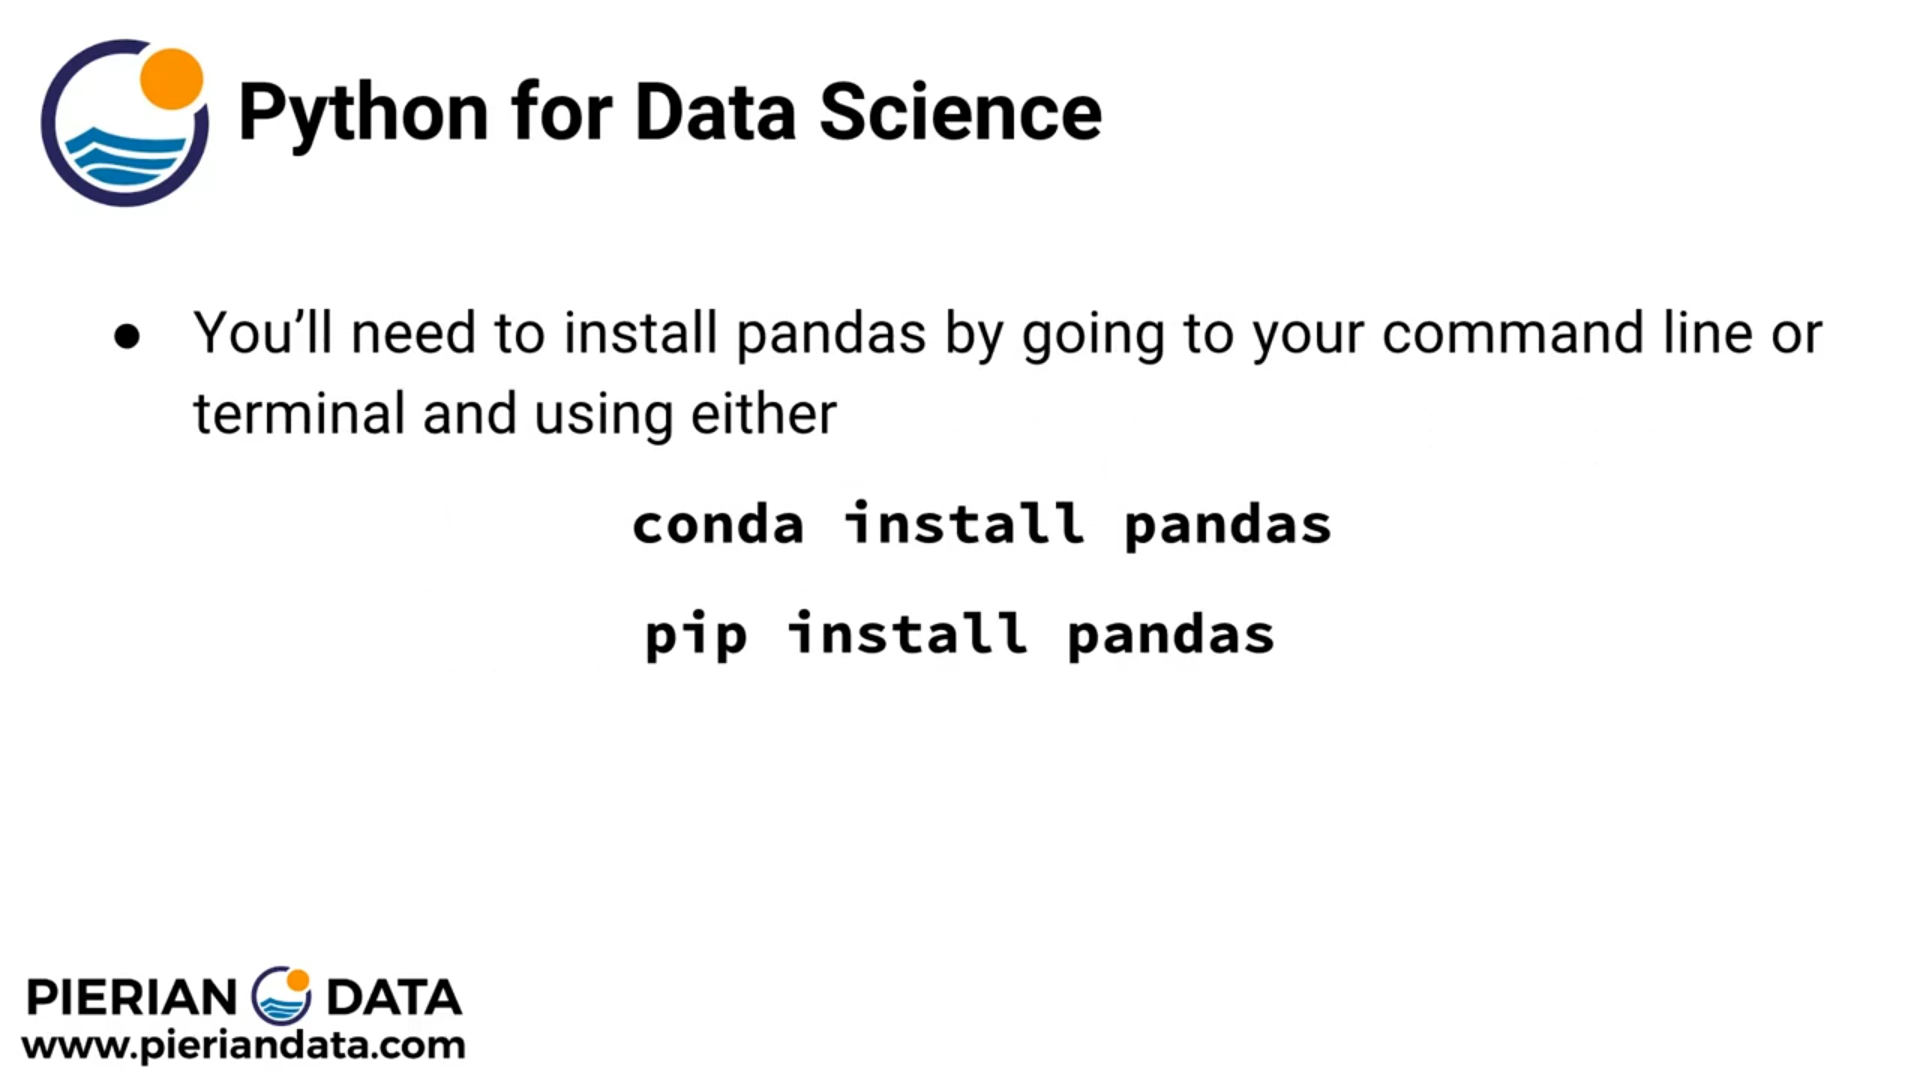 Python for Data Science
● You’ll need to install pandas by going to your command line or
terminal and using either
conda install pandas
pip install pandas
PIERIAN DATA
www.pieriandata.com